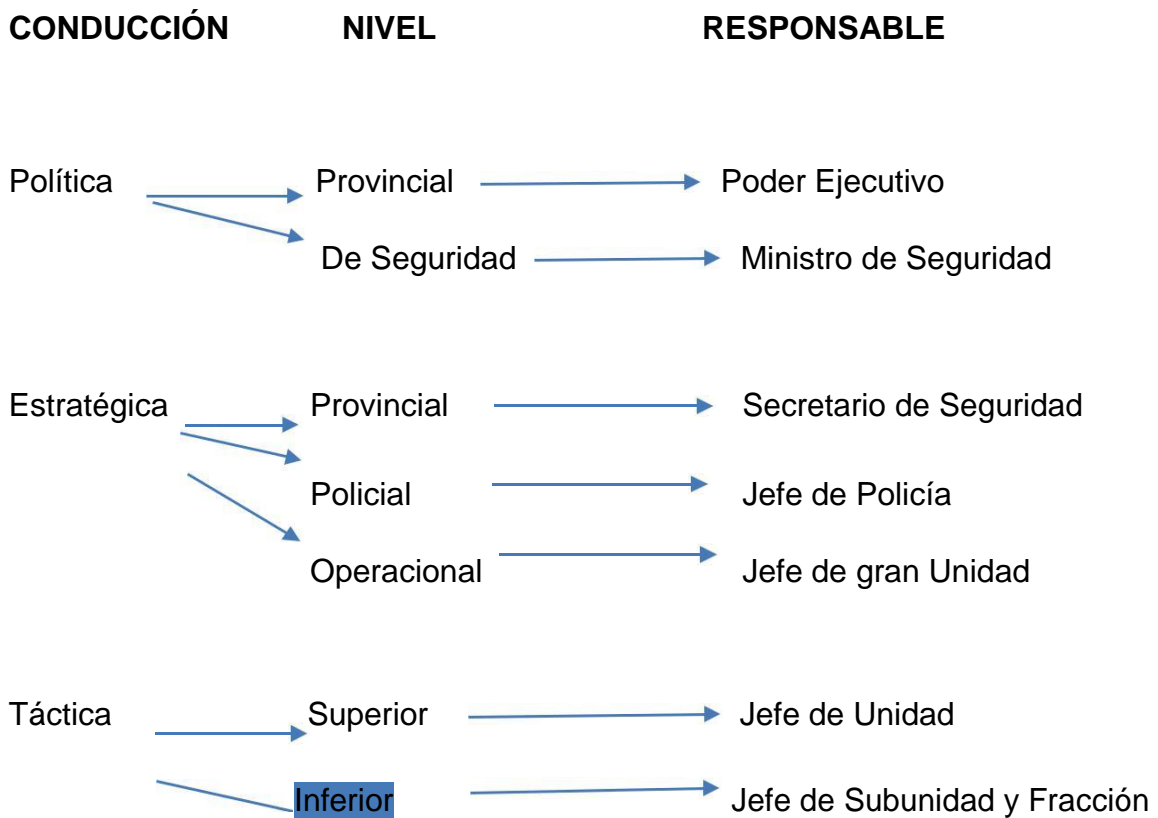 CONDUCCIÓN NIVEL RESPONSABLE
Política Provincial Poder Ejecutivo
De Seguridad Ministro de Seguridad
Estratégica Provincial Secretario de Seguridad
Policial Jefe de Policía
Operacional Jefe de gran Unidad
Táctica Superior Jefe de Unidad
Inferior Jefe de Subunidad y Fracción